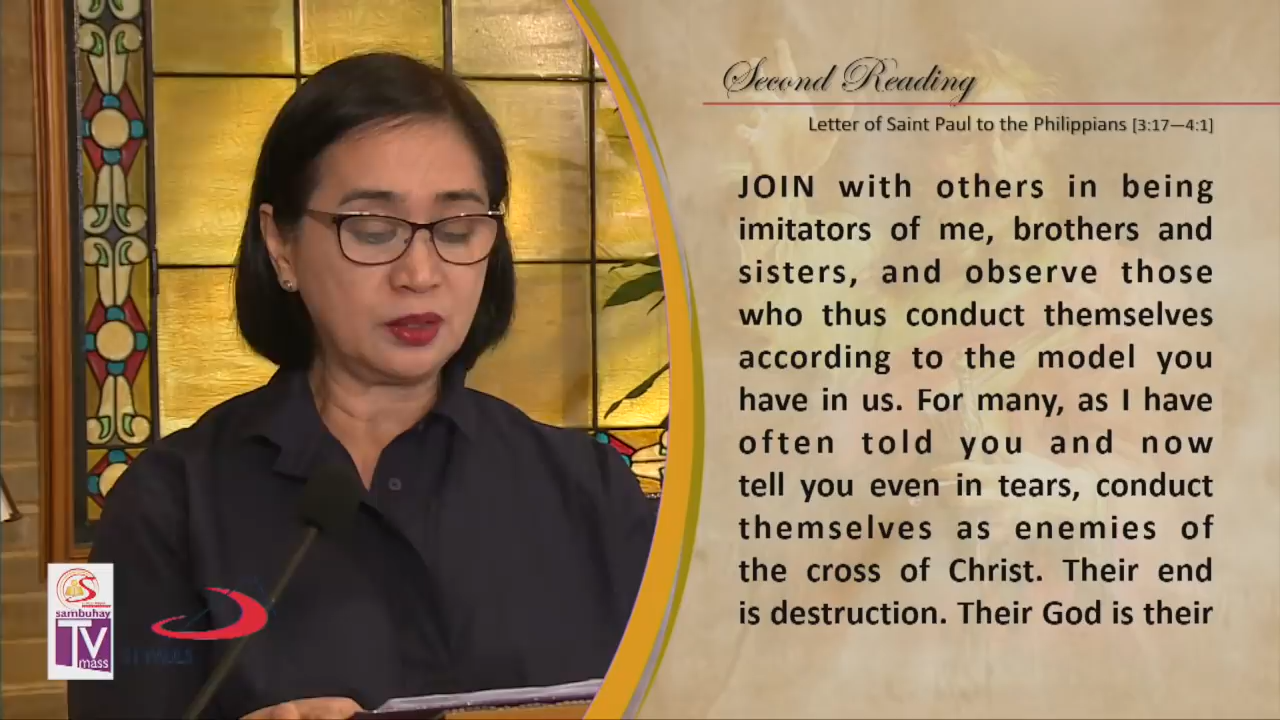 Second Reading
Letter of Saint Paul to the Philippians [3:17—4:1]
JOIN with others in being
imitators of me, brothers and
sisters, and observe those
who thus conduct themselves
according to the model you
have in us. For many, as I have
often told you and now
tell you even in tears, conduct
themselves as enemies of
the cross of Christ. Their end
is destruction. Their God is their
sambuhay
TV
mass
ST PAULS